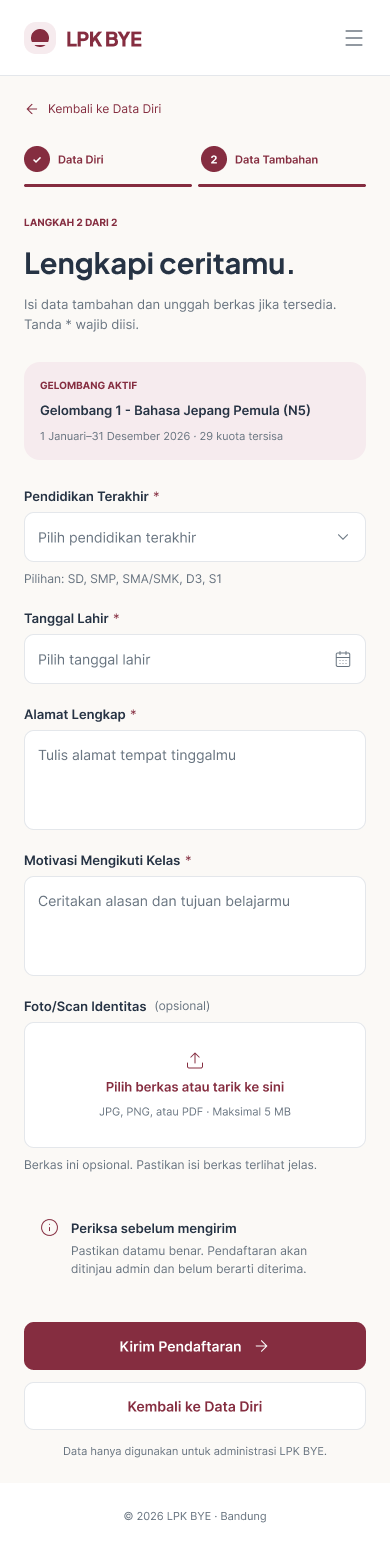 LPK BYE
Kembali ke Data Diri
Data Diri
2 Data Tambahan
LANGKAH 2 DARI 2
Lengkapi ceritamu.
Isi data tambahan dan unggah berkas jika tersedia.
Tanda * wajib diisi.
GELOMBANG AKTIF
Gelombang 1 - Bahasa Jepang Pemula (N5)
1 Januari–31 Desember 2026 · 29 kuota tersisa
Pendidikan Terakhir *
Pilih pendidikan terakhir
Pilihan: SD, SMP, SMA/SMK, D3, S1
Tanggal Lahir *
Pilih tanggal lahir
Alamat Lengkap *
Tulis alamat tempat tinggalmu
Motivasi Mengikuti Kelas *
Ceritakan alasan dan tujuan belajarmu
Foto/Scan Identitas (opsional)
Pilih berkas atau tarik ke sini
JPG, PNG, atau PDF · Maksimal 5 MB
Berkas ini opsional. Pastikan isi berkas terlihat jelas.
Periksa sebelum mengirim
Pastikan datamu benar. Pendaftaran akan
ditinjau admin dan belum berarti diterima.
Kirim Pendaftaran
Kembali ke Data Diri
Data hanya digunakan untuk administrasi LPK BYE.
© 2026 LPK BYE · Bandung